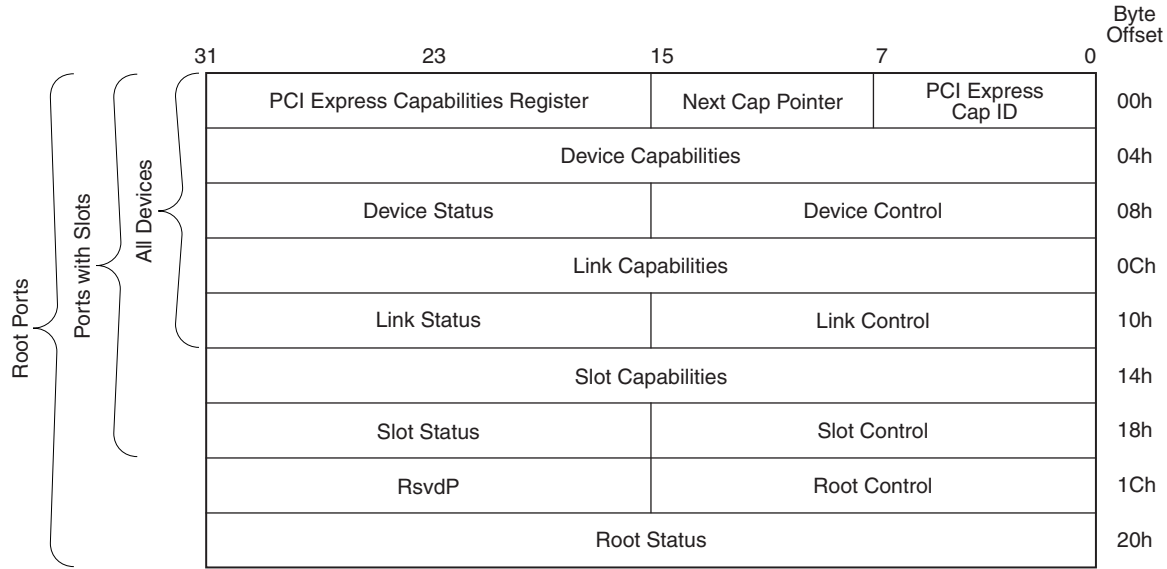 Byte
Offset
31 23 15 7 0
PCI Express Capabilities Register Next Cap Pointer PCI Express
Cap ID 00h
Device Capabilities 04h
Device Status Device Control 08h
Link Capabilities 0Ch
Link Status Link Control 10h
Slot Capabilities 14h
Slot Status Slot Control 18h
RsvdP Root Control 1Ch
Root Status 20h
Root Ports
Ports with Slots
All Devices